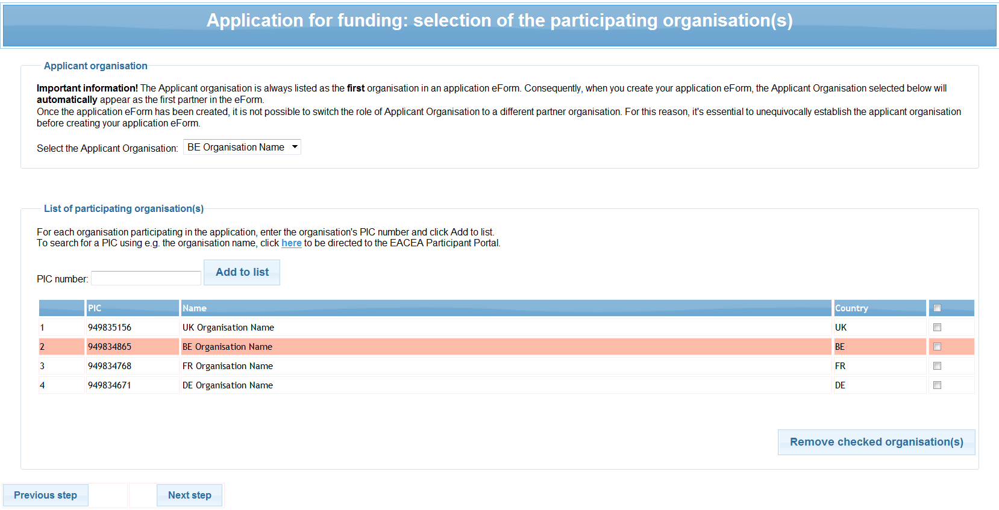 Application for funding: selection of the participating organisation(s)
Applicant organisation
Important information! The Applicant organisation is always listed as the first organisation in an application eForm. Consequently, when you create your application eForm, the Applicant Organisation selected below will
automatically appear as the first partner in the eForm.
Once the application eForm has been created, it is not possible to switch the role of Applicant Organisation to a different partner organisation. For this reason, it's essential to unequivocally establish the applicant organisation
before creating your application eForm.
Select the Applicant Organisation: BE Organisation Name
List of participating organisation(s)
For each organisation participating in the application, enter the organisation's PIC number and click Add to list.
To search for a PIC using e.g. the organisation name, click here to be directed to the EACEA Participant Portal.
PIC number: Add to list
PIC Name Country
1 949835156 UK Organisation Name UK
2 949834865 BE Organisation Name BE
3 949834768 FR Organisation Name FR
4 949834671 DE Organisation Name DE
Remove checked organisation(s)
Previous step Next step